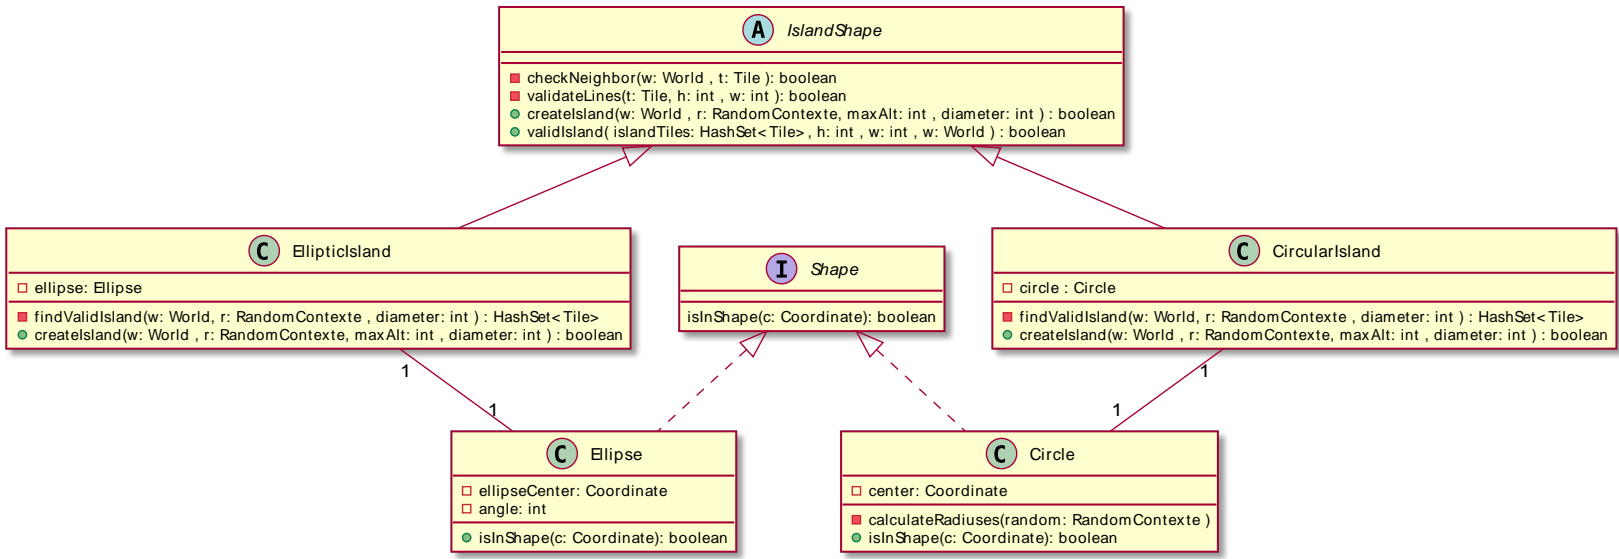 A IslandShape
checkNeighbor(w: World , t: Tile ): boolean
validateLines(t: Tile, h: int , w: int ): boolean
createIsland(w: World , r: RandomContexte, maxAlt: int , diameter: int ) : boolean
validIsland( islandTiles: HashSet<Tile> , h: int , w: int , w: World ) : boolean
C EllipticIsland
ellipse: Ellipse
findValidIsland(w: World, r: RandomContexte , diameter: int ) : HashSet<Tile>
createIsland(w: World , r: RandomContexte, maxAlt: int , diameter: int ) : boolean
I Shape
isInShape(c: Coordinate): boolean
C CircularIsland
circle : Circle
findValidIsland(w: World, r: RandomContexte , diameter: int ) : HashSet<Tile>
createIsland(w: World , r: RandomContexte, maxAlt: int , diameter: int ) : boolean
1
1
1
1
C Ellipse
ellipseCenter: Coordinate
angle: int
isInShape(c: Coordinate): boolean
C Circle
center: Coordinate
calculateRadiuses(random: RandomContexte )
isInShape(c: Coordinate): boolean